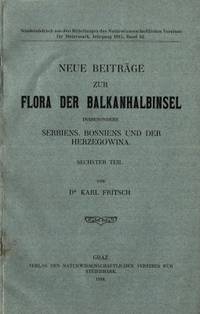 Sonderabdruck aus den Mitteilungen des Naturwissenschaftlichen Vereines
für Steiermark, Jahrgang 1915, Band 52.
NEUE BEITRÄGE
ZUR
FLORA DER BALKANHALBINSEL
INSBESONDERE
SERBIENS, BOSNIENS UND DER
HERZEGOWINA.
SECHSTER TEIL.
VON
Dr KARL FRITSCH
GRAZ
VERLAG DES NATURWISSENSCHAFTLICHEN VEREINES FÜR
STEIERMARK.